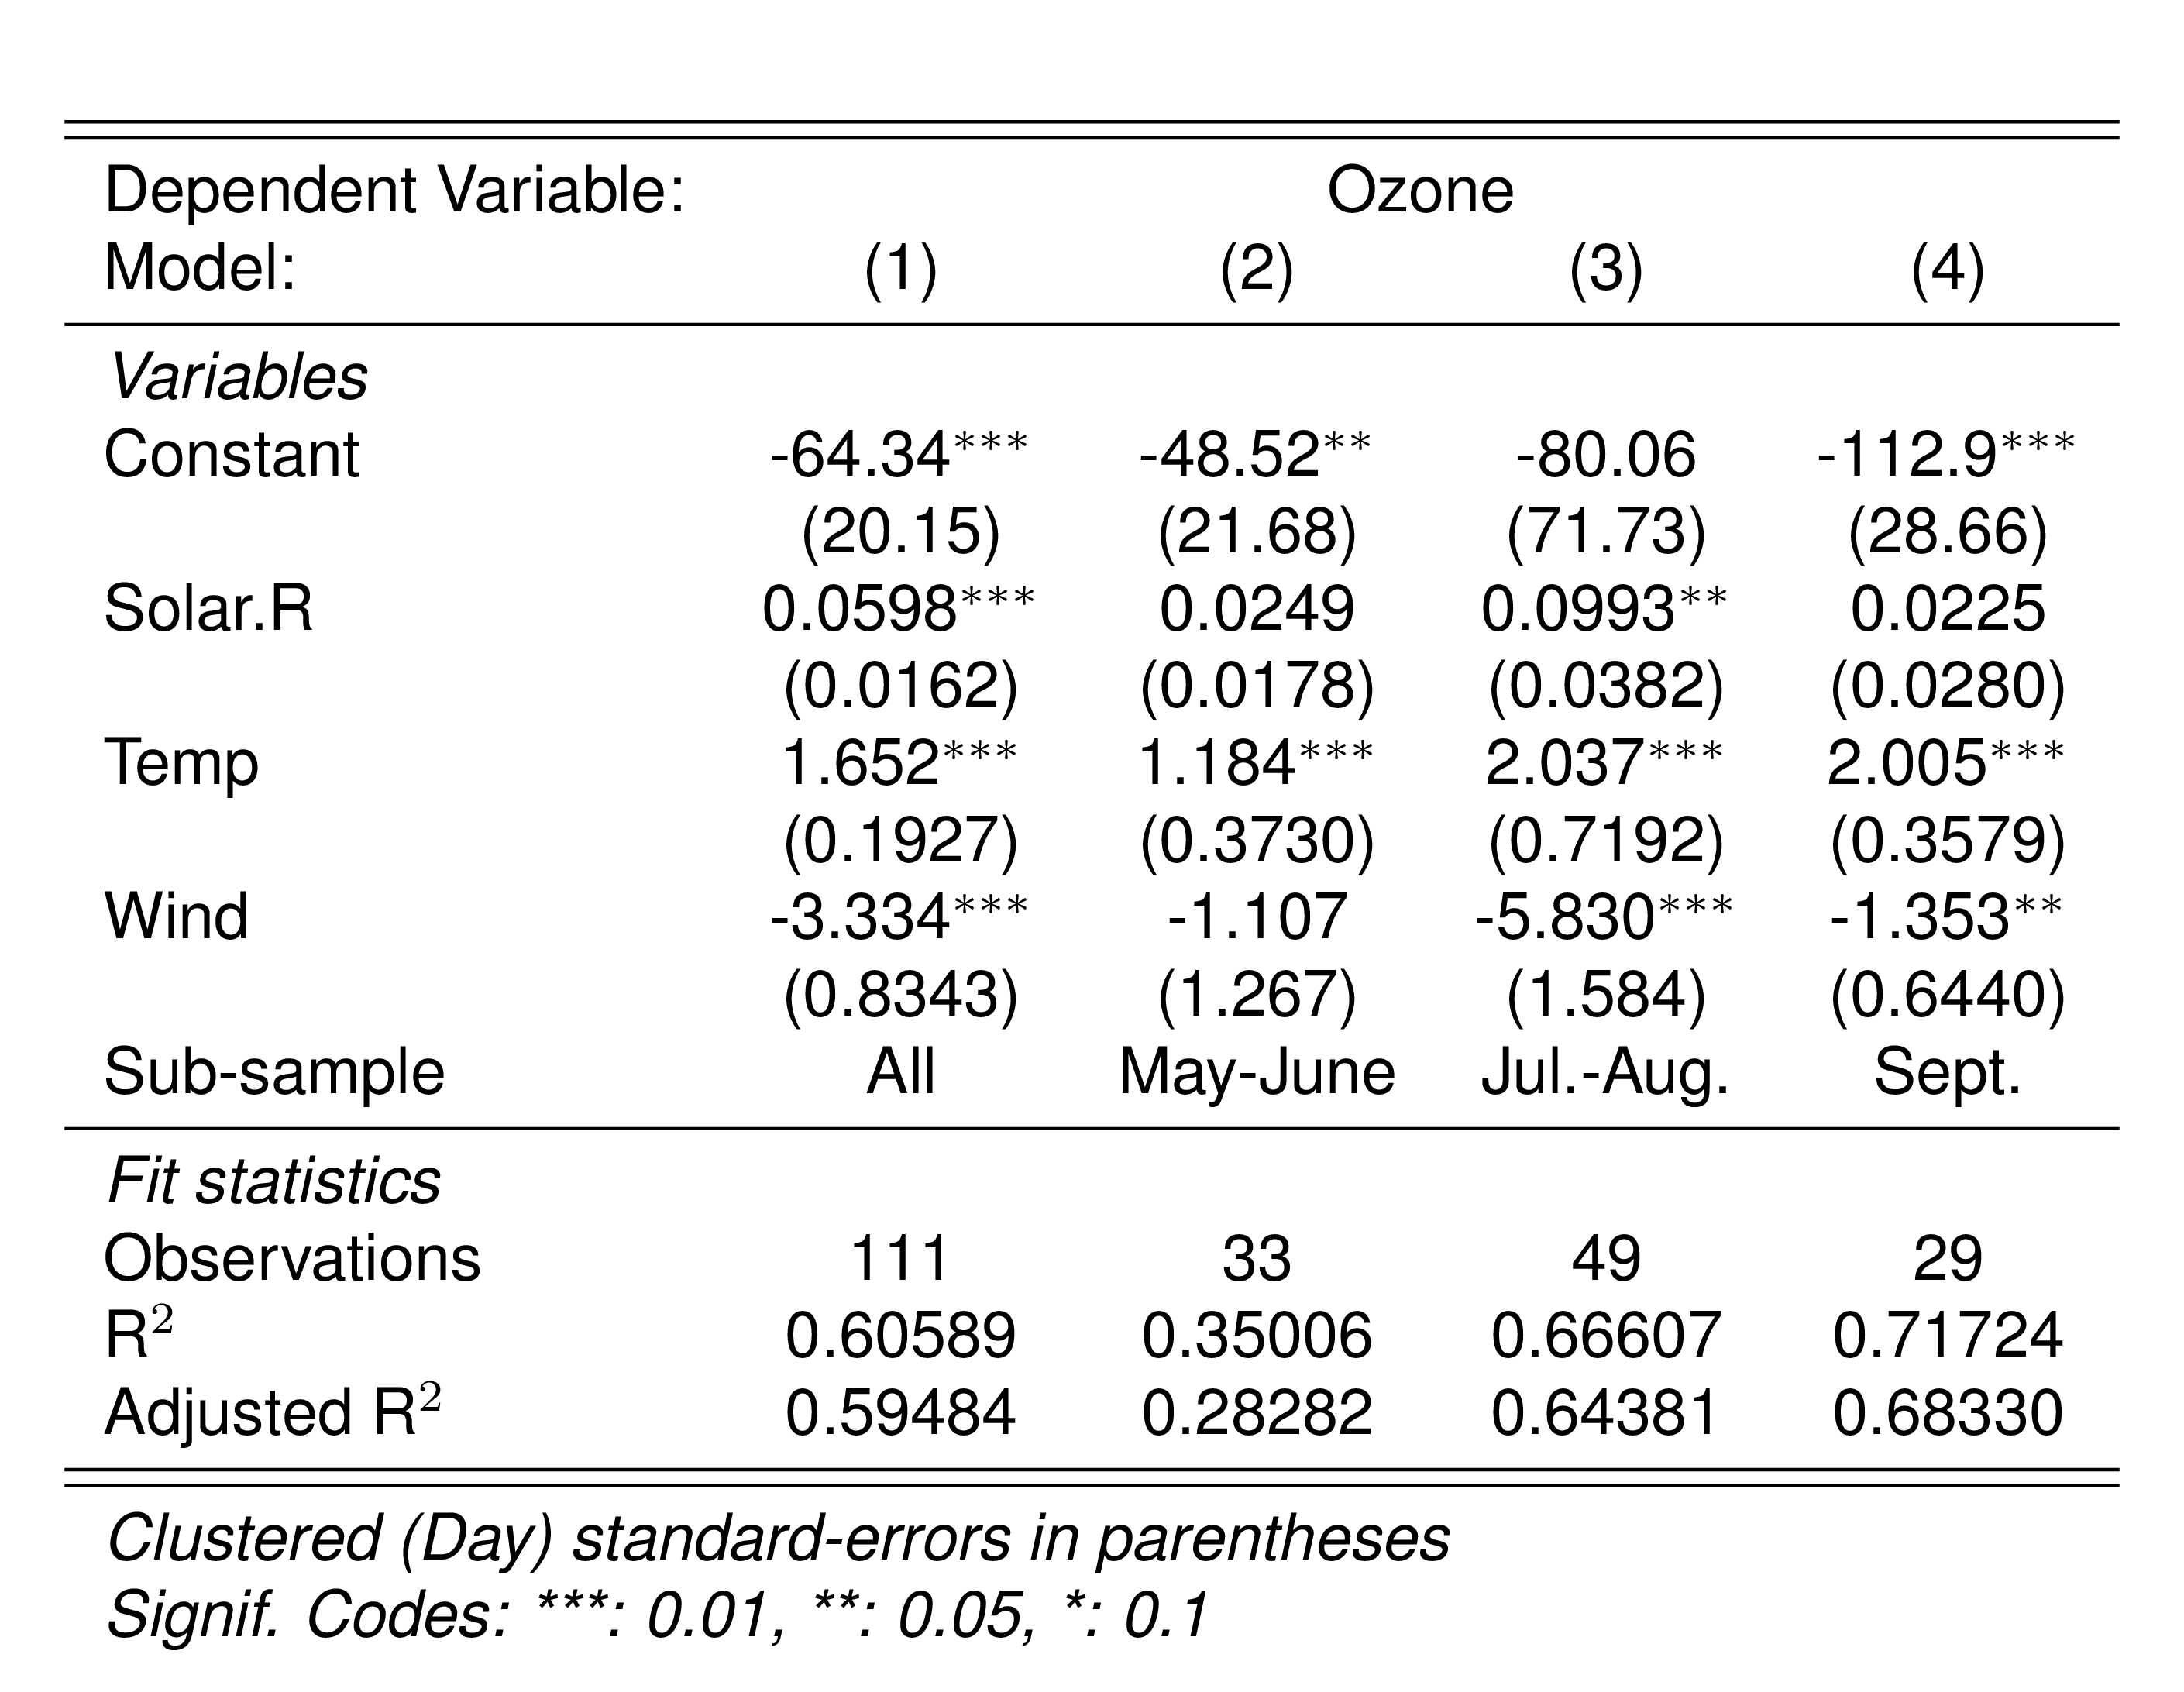 Dependent Variable: Ozone
Model: (1) (2) (3) (4)
Variables
Constant -64.34*** -48.52** -80.06 -112.9***
(20.15) (21.68) (71.73) (28.66)
Solar.R 0.0598*** 0.0249 0.0993** 0.0225
(0.0162) (0.0178) (0.0382) (0.0280)
Temp 1.652*** 1.184*** 2.037*** 2.005***
(0.1927) (0.3730) (0.7192) (0.3579)
Wind -3.334*** -1.107 -5.830*** -1.353**
(0.8343) (1.267) (1.584) (0.6440)
Sub-sample All May-June Jul.-Aug. Sept.
Fit statistics
Observations 111 33 49 29
R² 0.60589 0.35006 0.66607 0.71724
Adjusted R² 0.59484 0.28282 0.64381 0.68330
Clustered (Day) standard-errors in parentheses
Signif. Codes: ***: 0.01, **: 0.05, *: 0.1